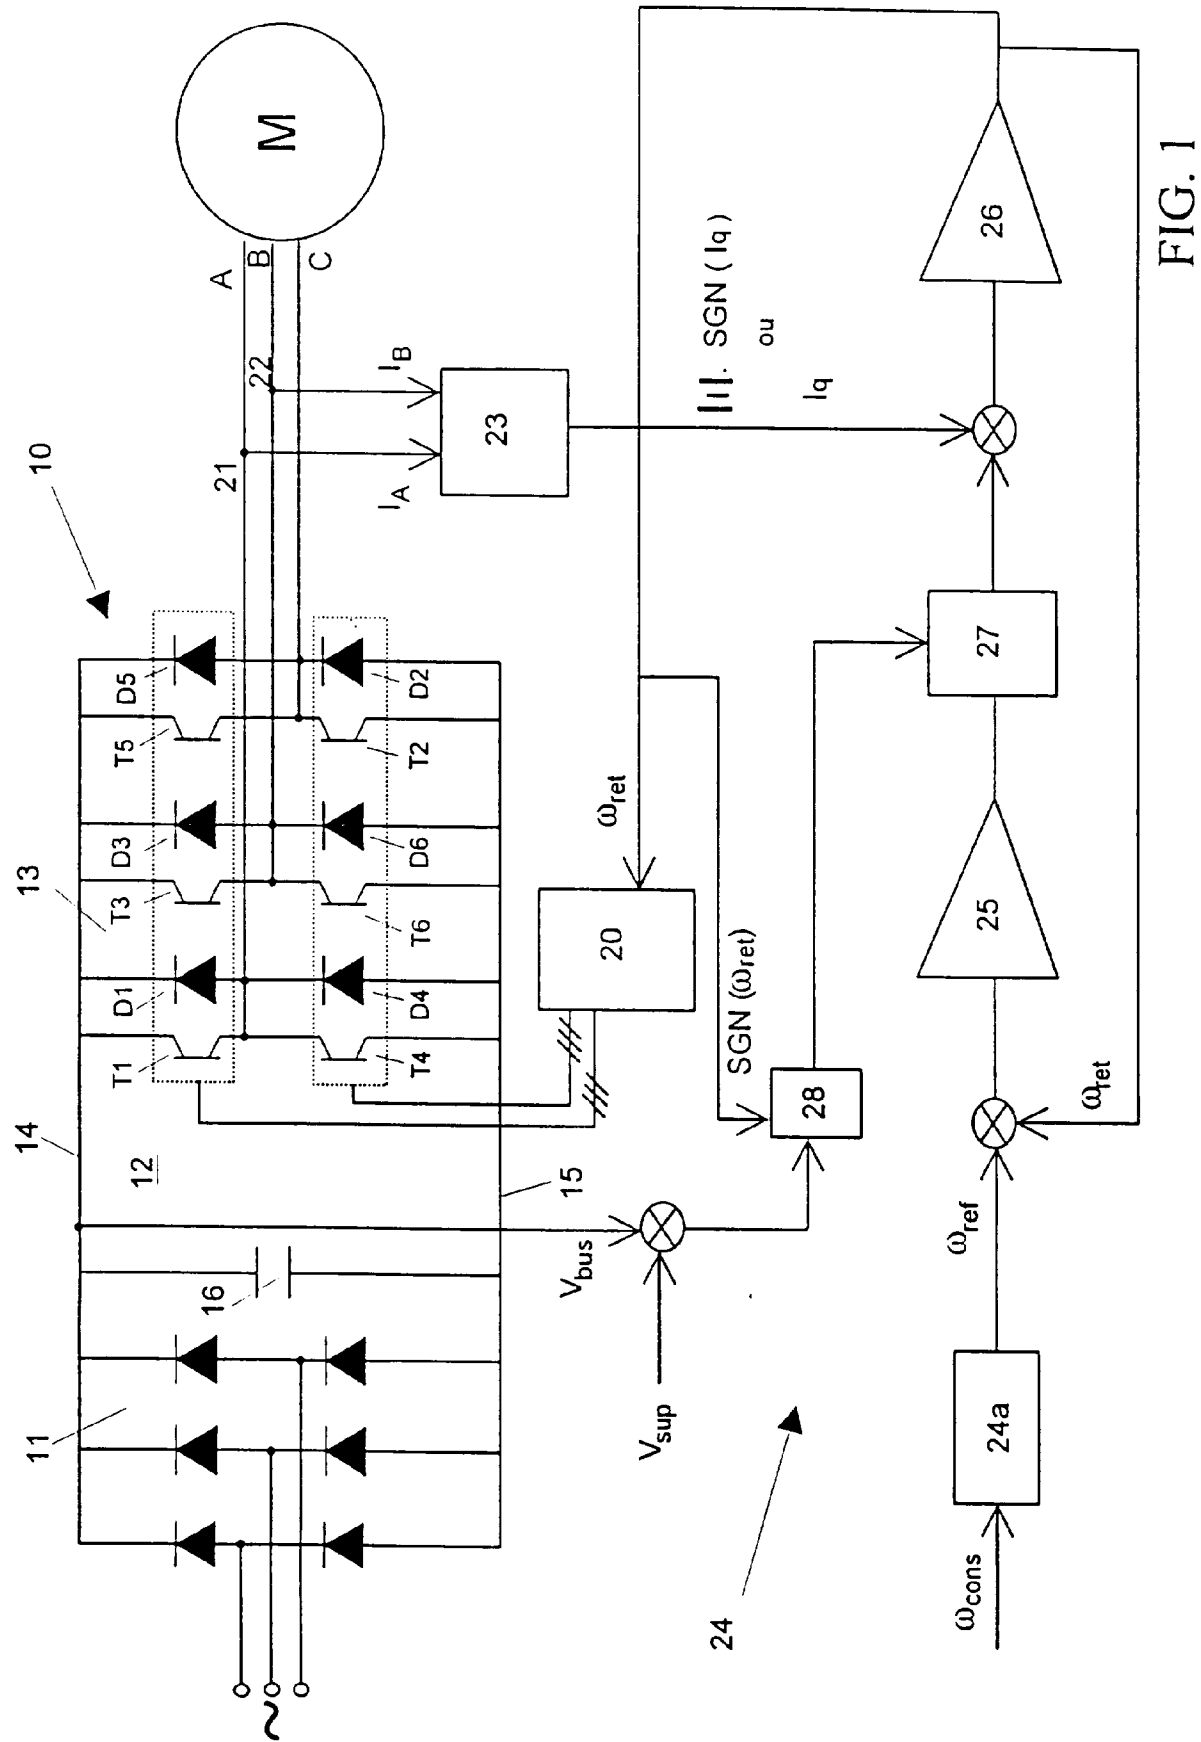 10
M
13
14
T1
D1
T3
D3
T5
D5
A
B
C
21
22
11
16
12
T4
D4
T6
D6
T2
D2
15
I_A
I_B
23
V_bus
20
ω_ret
V_sup
SGN (ω_ret)
|I|. SGN ( Iq )
ou
Iq
28
24
ω_cons
24a
ω_ref
25
27
26
ω_ret
FIG. 1